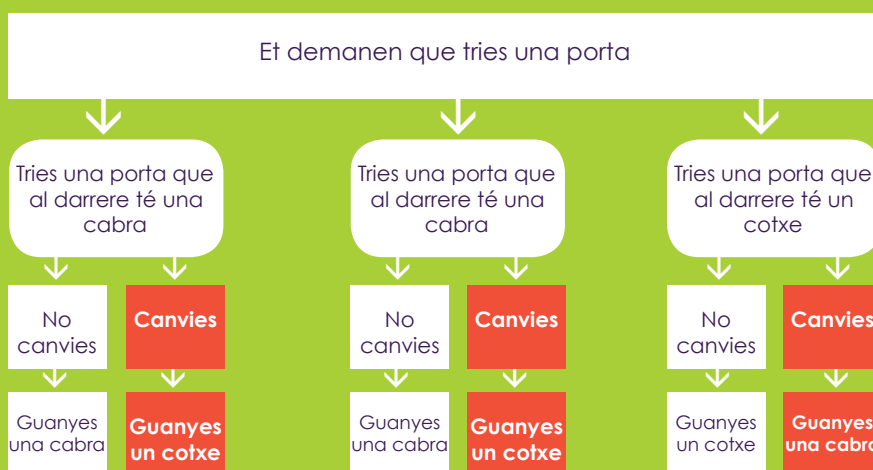 Et demanen que tries una porta
Tries una porta que
al darrere té una
cabra
Tries una porta que
al darrere té una
cabra
Tries una porta que
al darrere té un
cotxe
No
canvies
Canvies
No
canvies
Canvies
No
canvies
Canvies
Guanyes
una cabra
Guanyes
un cotxe
Guanyes
una cabra
Guanyes
un cotxe
Guanyes
un cotxe
Guanyes
una cabra